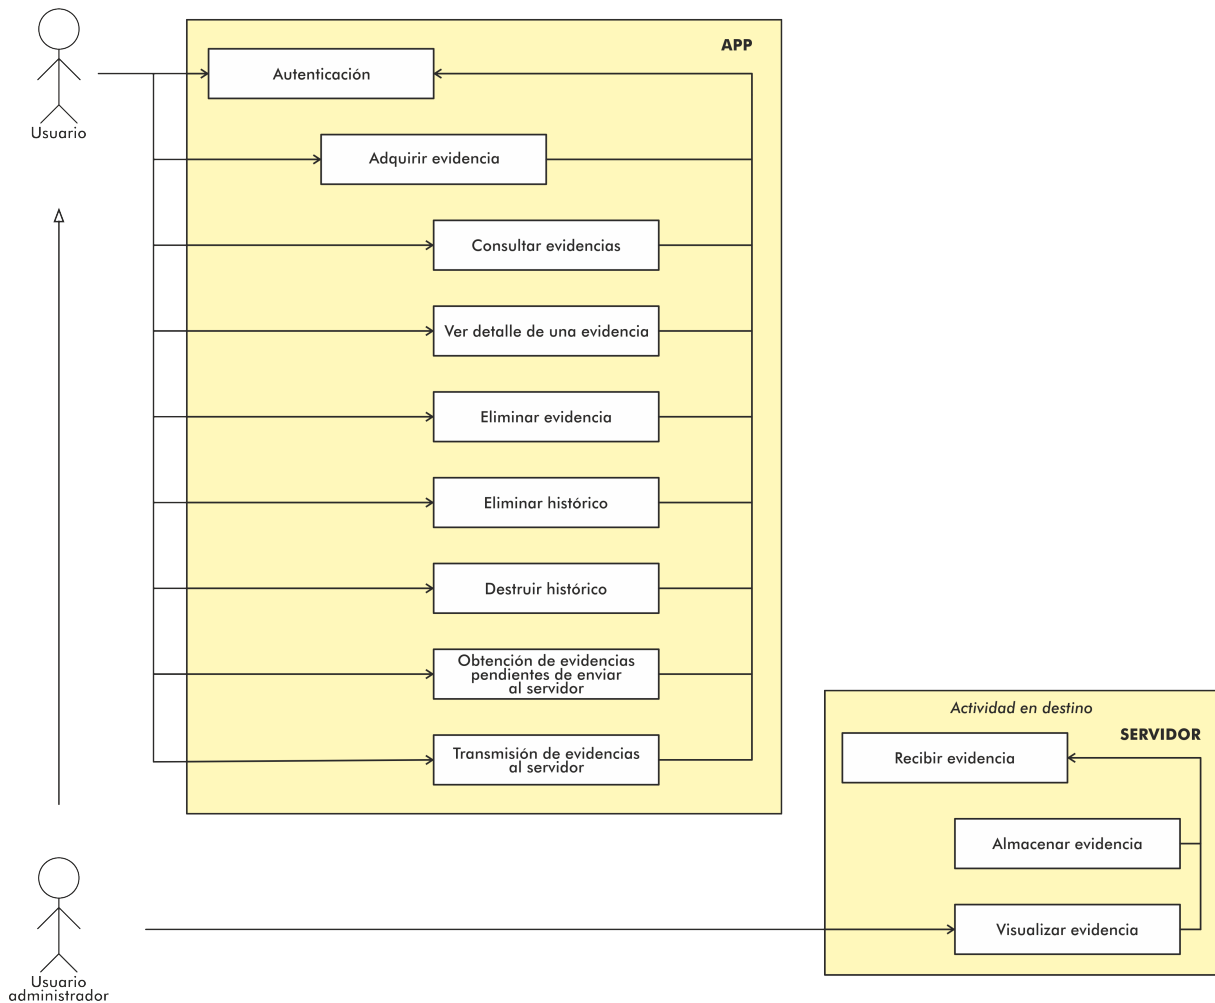 APP
Autenticación
Usuario
Adquirir evidencia
Consultar evidencias
Ver detalle de una evidencia
Eliminar evidencia
Eliminar histórico
Destruir histórico
Obtención de evidencias
pendientes de enviar
al servidor
Transmisión de evidencias
al servidor
Actividad en destino
SERVIDOR
Recibir evidencia
Almacenar evidencia
Visualizar evidencia
Usuario
administrador